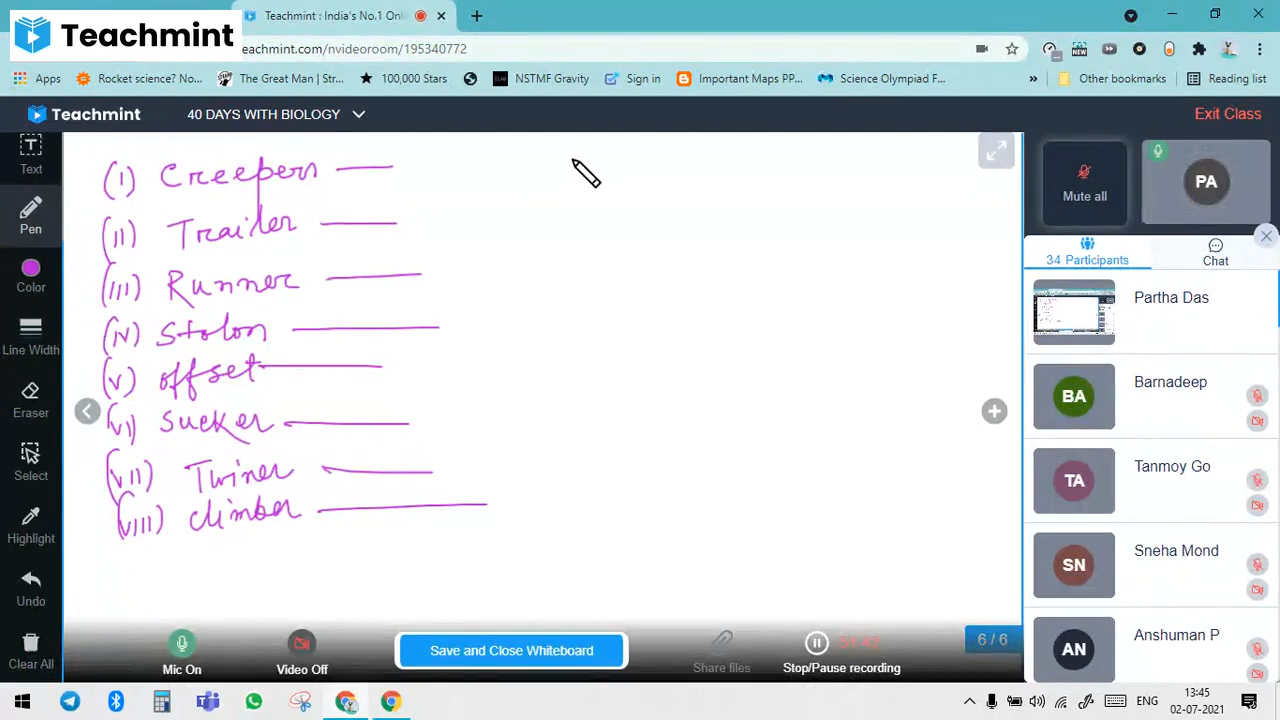 Teachmint : India's No.1 Onli
Teachmint
eachmint.com/nvideoroom/195340772
NEW
Apps
Rocket science? No...
The Great Man | Str...
100,000 Stars
NSTMF Gravity
Sign in
Important Maps PP...
Science Olympiad F...
»
Other bookmarks
Reading list
Teachmint
40 DAYS WITH BIOLOGY
Exit Class
Text
Pen
Color
Line Width
Eraser
Select
Highlight
Undo
Clear All
(I) Creepers —
(II) Trailer —
(III) Runner —
(IV) Stolon —
(V) offset —
(VI) Sucker —
(VII) Twiner —
(VIII) climber —
Mute all
PA
34 Participants
Chat
Partha Das
BA Barnadeep
TA Tanmoy Go
SN Sneha Mond
AN Anshuman P
6 / 6
Mic On
Video Off
Save and Close Whiteboard
Share files
Stop/Pause recording
ENG
13:45
02-07-2021